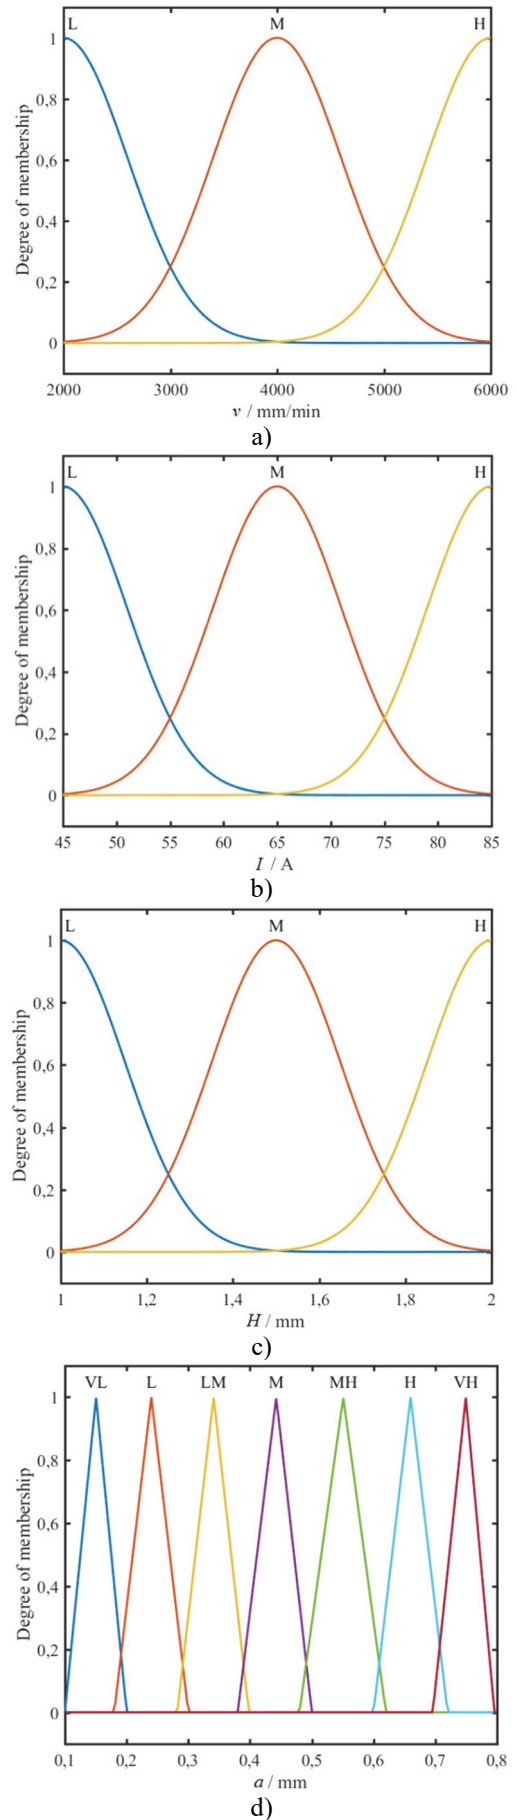 L M H
1
0,8
0,6
0,4
0,2
0
Degree of membership
2000 3000 4000 5000 6000
v / mm/min
a)
L M H
1
0,8
0,6
0,4
0,2
0
Degree of membership
45 50 55 60 65 70 75 80 85
I / A
b)
L M H
1
0,8
0,6
0,4
0,2
0
Degree of membership
1 1,2 1,4 1,6 1,8 2
H / mm
c)
VL L LM M MH H VH
1
0,8
0,6
0,4
0,2
0
Degree of membership
0,1 0,2 0,3 0,4 0,5 0,6 0,7 0,8
a / mm
d)